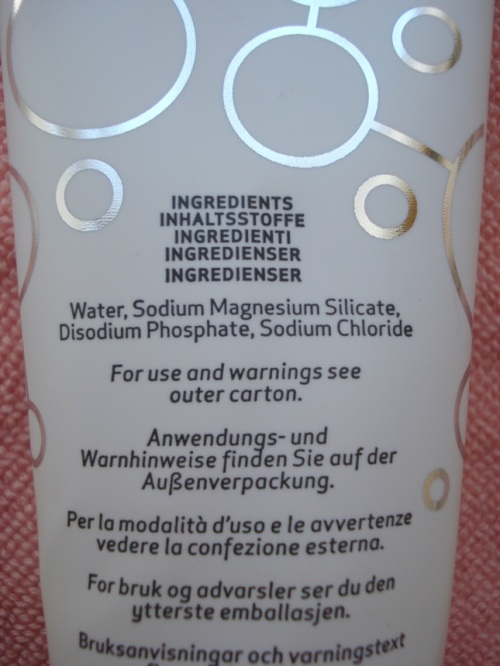 INGREDIENTS
INHALTSSTOFFE
INGREDIENTI
INGREDIENSER
INGREDIENSER
Water, Sodium Magnesium Silicate,
Disodium Phosphate, Sodium Chloride
For use and warnings see
outer carton.
Anwendungs- und
Warnhinweise finden Sie auf der
Außenverpackung.
Per la modalità d'uso e le avvertenze
vedere la confezione esterna.
For bruk og advarsler ser du den
ytterste emballasjen.
Bruksanvisningar och varningstext